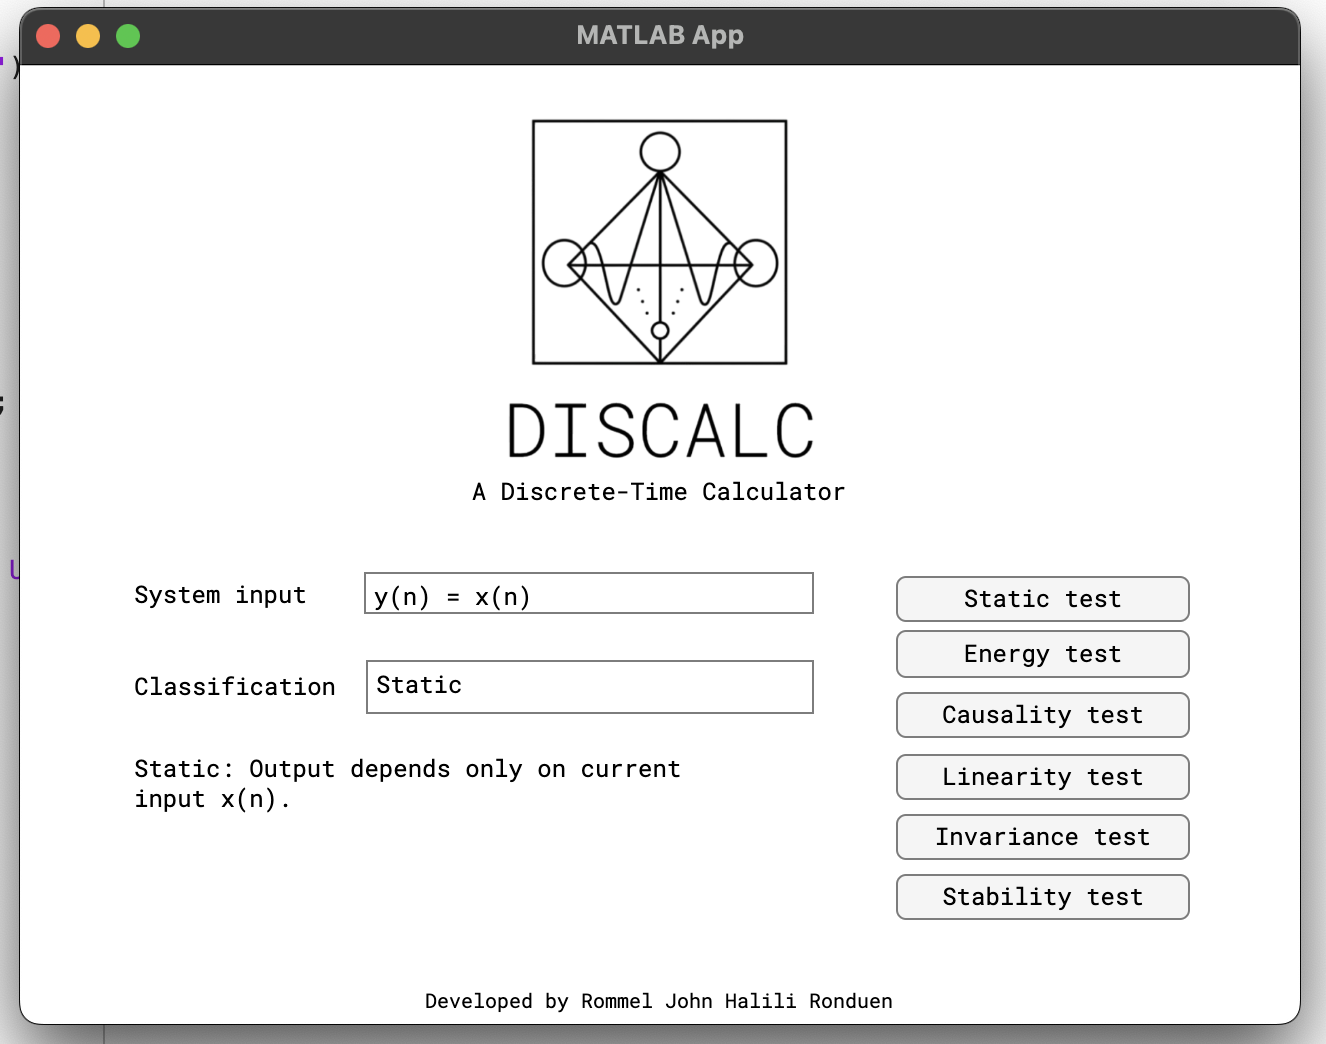 MATLAB App
DISCALC
A Discrete-Time Calculator
System input
y(n) = x(n)
Classification
Static
Static: Output depends only on current
input x(n).
Static test
Energy test
Causality test
Linearity test
Invariance test
Stability test
Developed by Rommel John Halili Ronduen